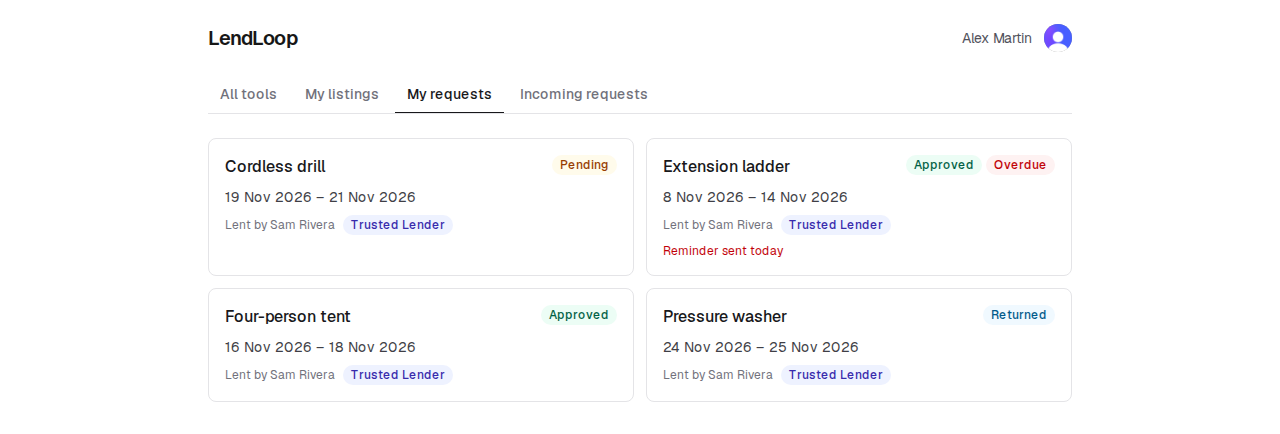 LendLoop
Alex Martin
All tools
My listings
My requests
Incoming requests
Cordless drill
Pending
19 Nov 2026 – 21 Nov 2026
Lent by Sam Rivera
Trusted Lender
Extension ladder
Approved
Overdue
8 Nov 2026 – 14 Nov 2026
Lent by Sam Rivera
Trusted Lender
Reminder sent today
Four-person tent
Approved
16 Nov 2026 – 18 Nov 2026
Lent by Sam Rivera
Trusted Lender
Pressure washer
Returned
24 Nov 2026 – 25 Nov 2026
Lent by Sam Rivera
Trusted Lender